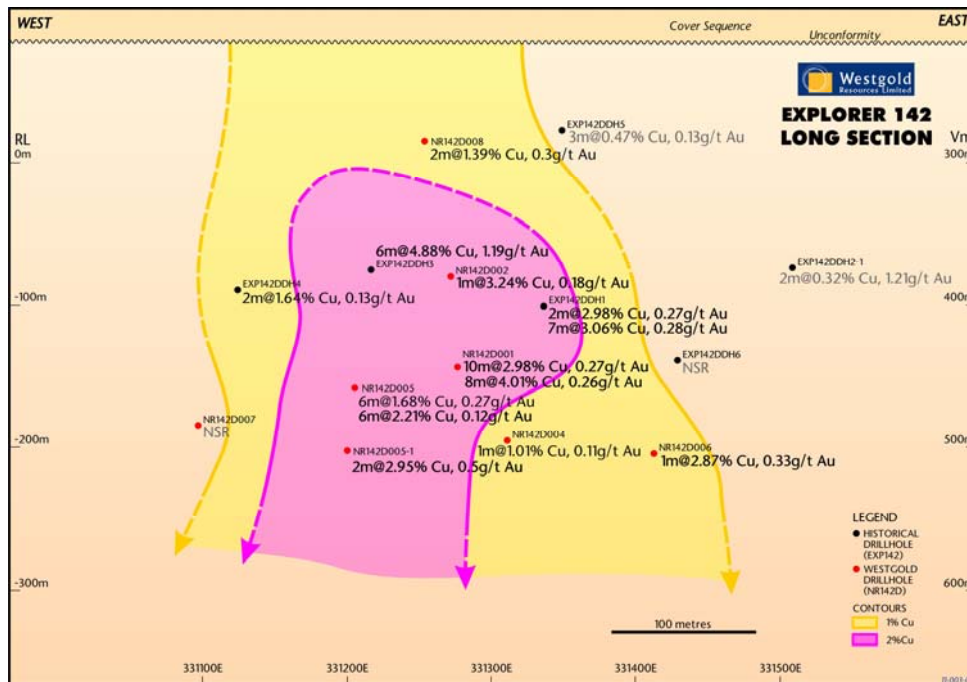 WEST
EAST
Cover Sequence
Unconformity
Westgold
Resources Limited
EXPLORER 142
LONG SECTION
RL
0m
300m
EXP142DDH5
3m@0.47% Cu, 0.13g/t Au
NR142D008
2m@1.39% Cu, 0.3g/t Au
6m@4.88% Cu, 1.19g/t Au
EXP142DDH3
NR142D002
1m@3.24% Cu, 0.18g/t Au
EXP142DDH2-1
2m@0.32% Cu, 1.21g/t Au
EXP142DDH4
2m@1.64% Cu, 0.13g/t Au
-100m
400m
EXP142DDH1
2m@2.98% Cu, 0.27g/t Au
7m@3.06% Cu, 0.28g/t Au
NR142D001
10m@2.98% Cu, 0.27g/t Au
8m@4.01% Cu, 0.26g/t Au
EXP142DDH6
NSR
NR142D005
6m@1.68% Cu, 0.27g/t Au
6m@2.21% Cu, 0.12g/t Au
NR142D007
NSR
-200m
500m
NR142D004
1m@1.01% Cu, 0.11g/t Au
NR142D006
1m@2.87% Cu, 0.33g/t Au
NR142D005-1
2m@2.95% Cu, 0.5g/t Au
LEGEND
HISTORICAL
DRILLHOLE
(EXP142)
WESTGOLD
DRILLHOLE
(NR142D)
CONTOURS
1% Cu
2%Cu
-300m
600m
100 metres
331100E
331200E
331300E
331400E
331500E